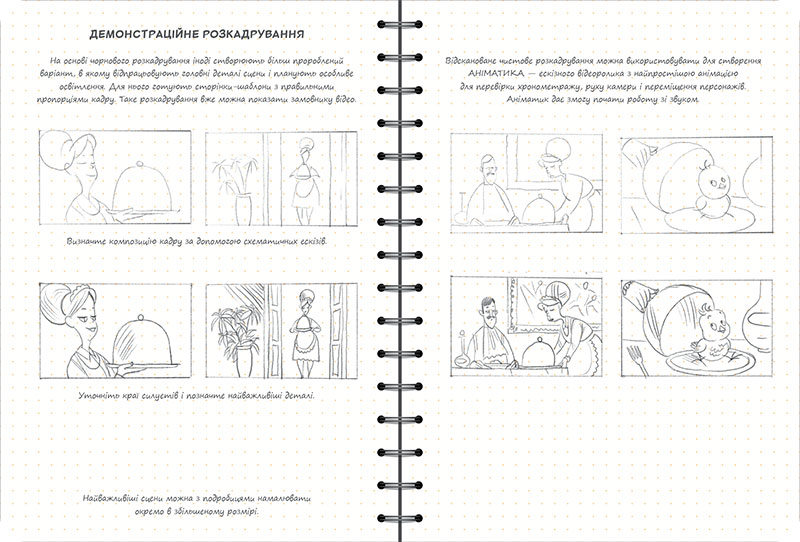 ДЕМОНСТРАЦІЙНЕ РОЗКАДРУВАННЯ
На основі чорнового розкадрування іноді створюють більш пророблений
варіант, в якому відпрацьовують головні деталі сцени і планують особливе
освітлення. Для нього готують сторінки-шаблони з правильними
пропорціями кадру. Таке розкадрування вже можна показати замовнику відео.
Визначте композицію кадру за допомогою схематичних ескізів.
Уточніть краї силуетів і позначте найважливіші деталі.
Найважливіші сцени можна з подробицями намалювати
окремо в збільшеному розмірі.
Відскановане чистове розкадрування можна використовувати для створення
АНІМАТИКА — ескізного відеоролика з найпростішою анімацією
для перевірки хронометражу, руху камери і переміщення персонажів.
Аніматик дає змогу почати роботу зі звуком.